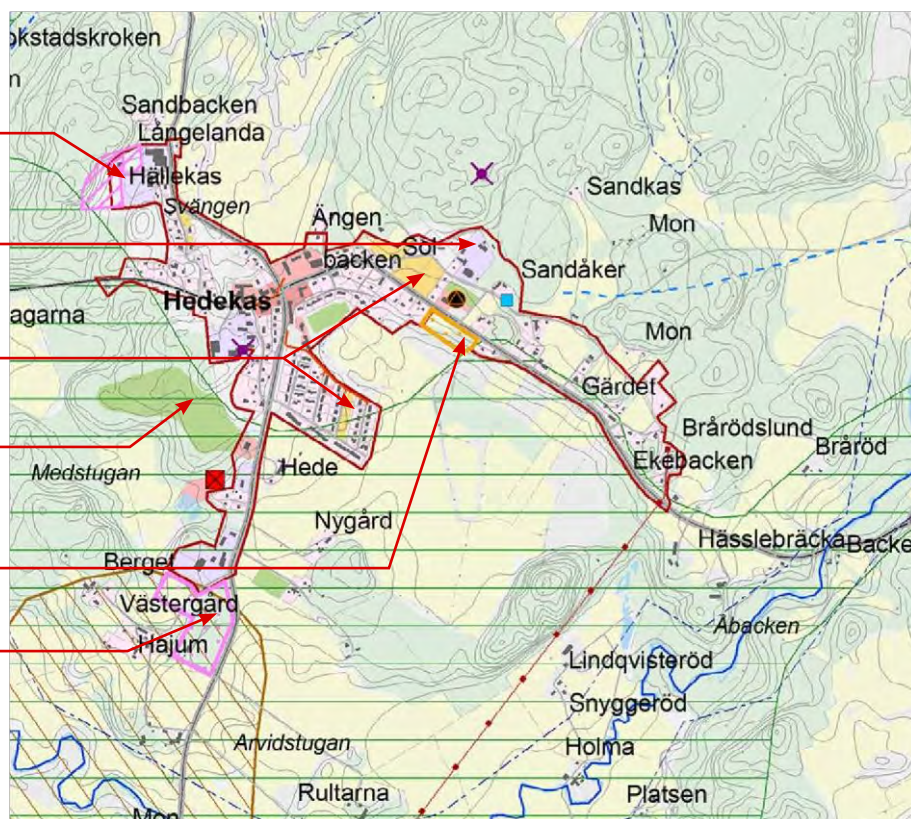 okstadskroken
m
Sandbacken
Långelanda
Hällekas
Svängen
Sandkas
Ängen
Mon
Sol
backen
Sandåker
Hedekas
agarna
Mon
Gärdet
Brårödslund
Bråröd
Ekebacken
Medstugan
Hede
Nygård
Hässlebräcka
Backe
Berget
Västergård
Åbacken
Hajum
Lindqvisteröd
Snyggeröd
Arvidstugan
Holma
Rultarna
Platsen
Mon